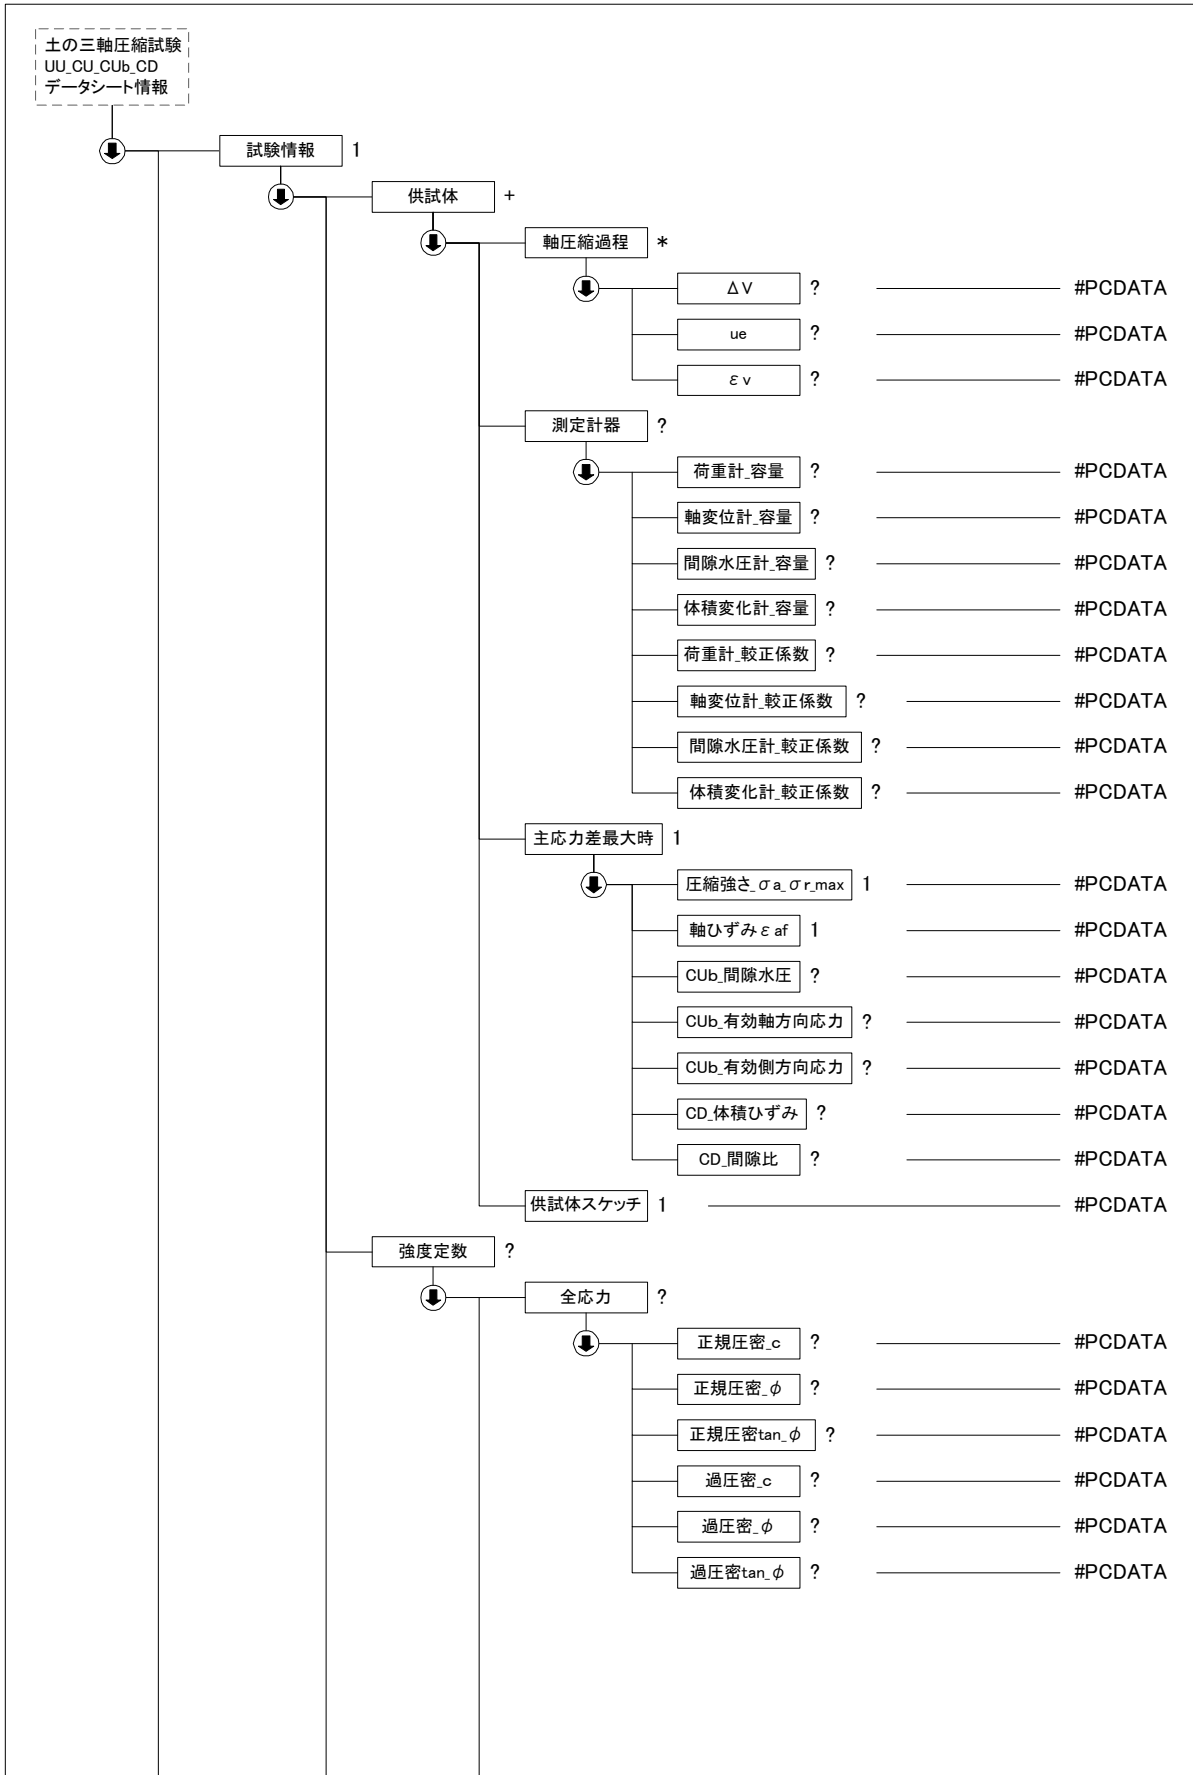 土の三軸圧縮試験
UU_CU_CUb_CD
データシート情報
試験情報 1
供試体 +
軸圧縮過程 *
ΔV ? #PCDATA
ue ? #PCDATA
εv ? #PCDATA
測定計器 ?
荷重計_容量 ? #PCDATA
軸変位計_容量 ? #PCDATA
間隙水圧計_容量 ? #PCDATA
体積変化計_容量 ? #PCDATA
荷重計_較正係数 ? #PCDATA
軸変位計_較正係数 ? #PCDATA
間隙水圧計_較正係数 ? #PCDATA
体積変化計_較正係数 ? #PCDATA
主応力差最大時 1
圧縮強さ_σa_σr_max 1 #PCDATA
軸ひずみεaf 1 #PCDATA
CUb_間隙水圧 ? #PCDATA
CUb_有効軸方向応力 ? #PCDATA
CUb_有効側方向応力 ? #PCDATA
CD_体積ひずみ ? #PCDATA
CD_間隙比 ? #PCDATA
供試体スケッチ 1 #PCDATA
強度定数 ?
全応力 ?
正規圧密_c ? #PCDATA
正規圧密_φ ? #PCDATA
正規圧密tan_φ ? #PCDATA
過圧密_c ? #PCDATA
過圧密_φ ? #PCDATA
過圧密tan_φ ? #PCDATA